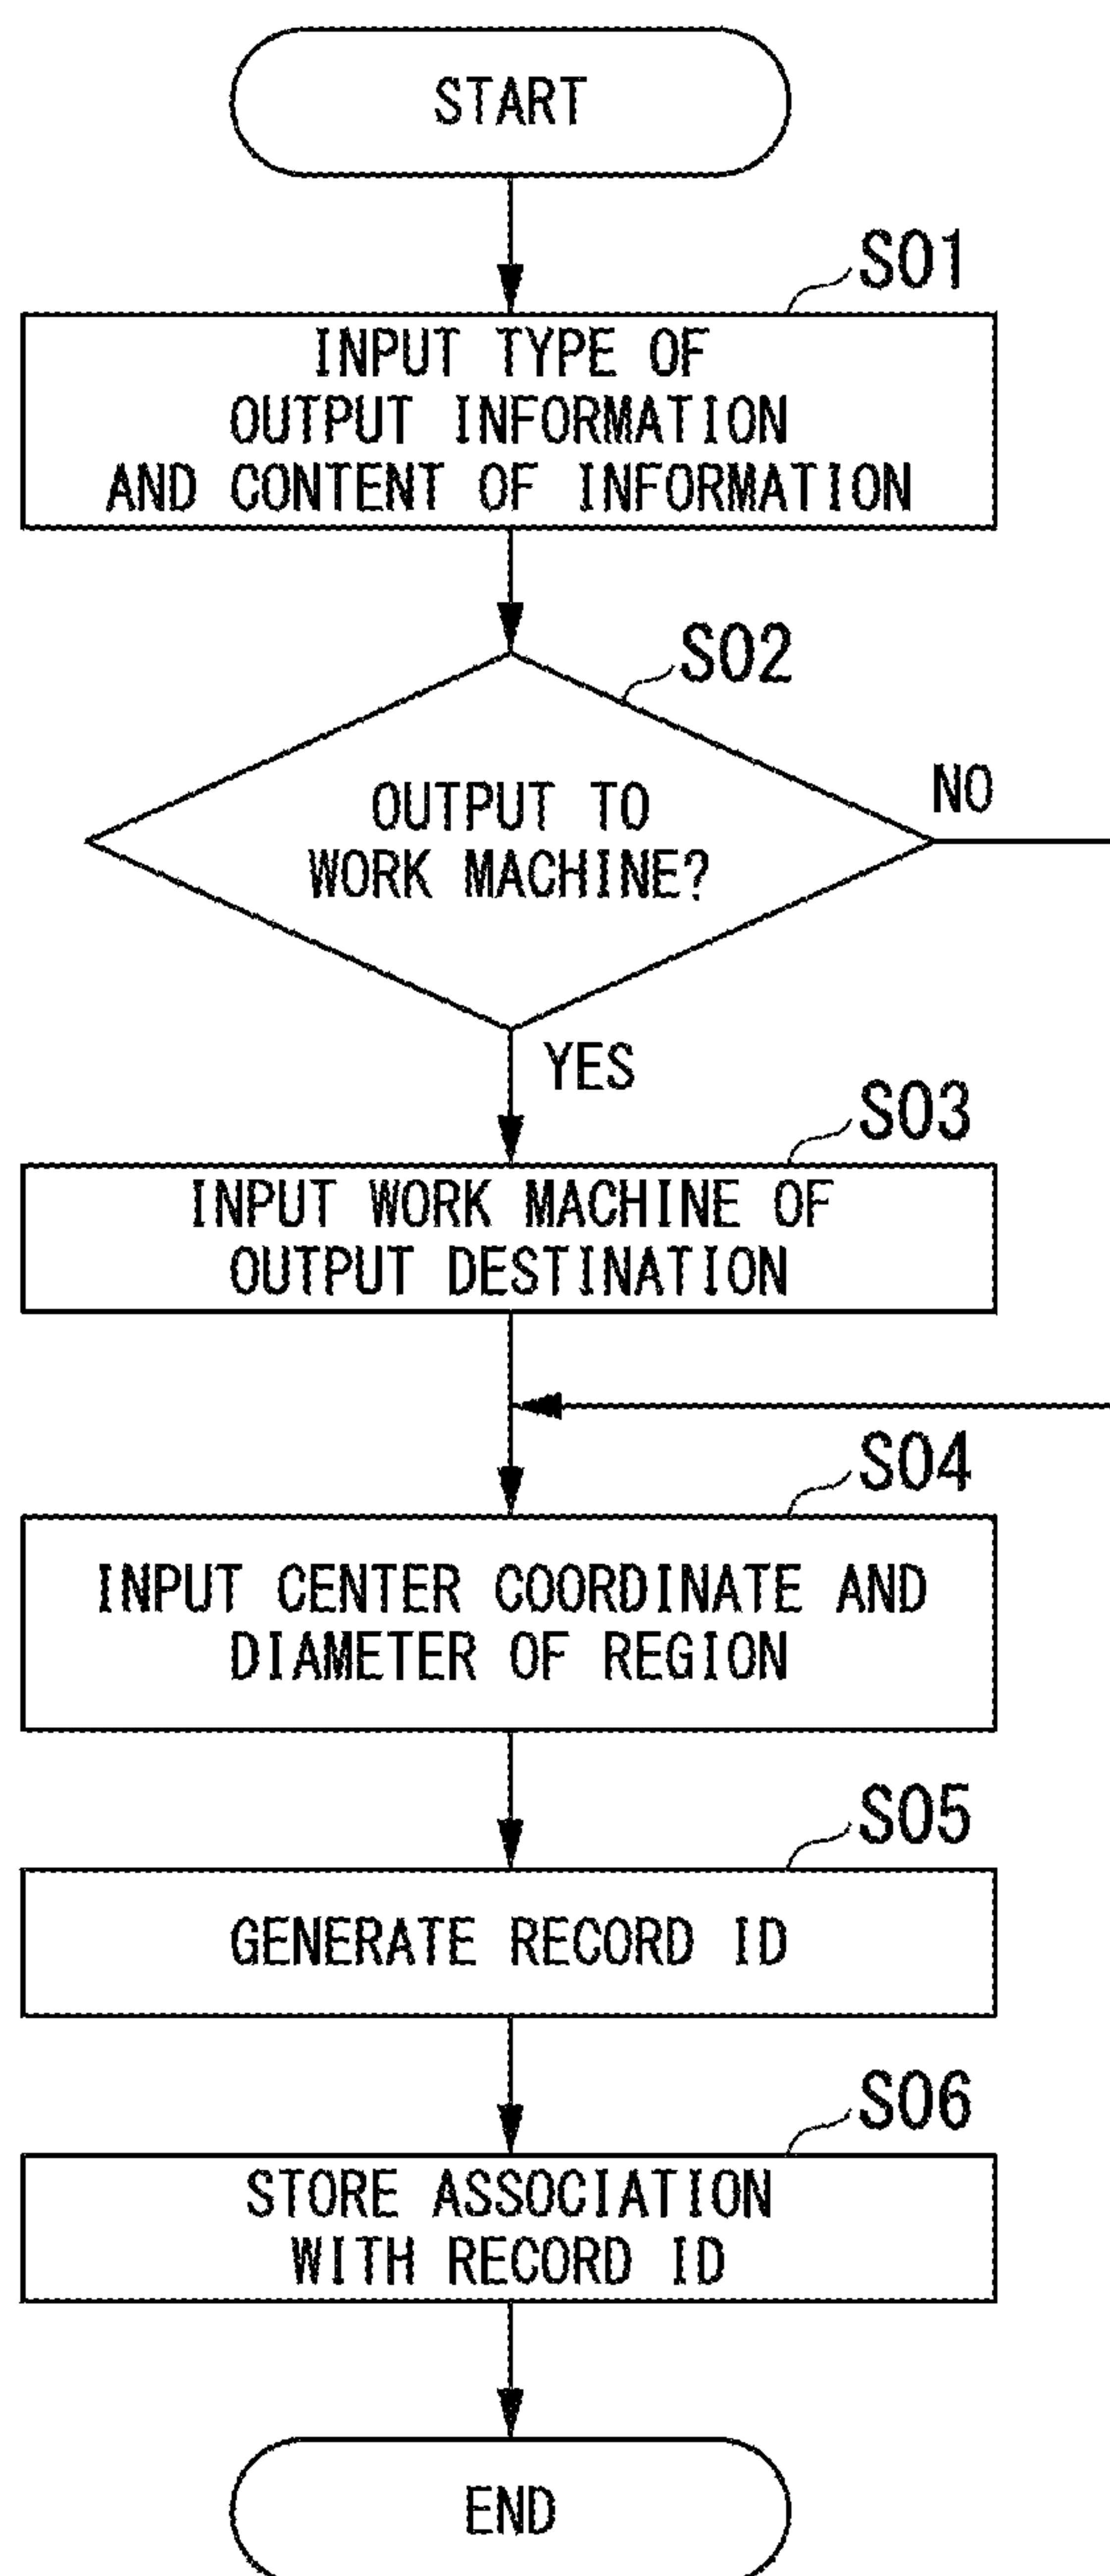 START
S01
INPUT TYPE OF
OUTPUT INFORMATION
AND CONTENT OF INFORMATION
S02
OUTPUT TO
WORK MACHINE?
NO
YES
S03
INPUT WORK MACHINE OF
OUTPUT DESTINATION
S04
INPUT CENTER COORDINATE AND
DIAMETER OF REGION
S05
GENERATE RECORD ID
S06
STORE ASSOCIATION
WITH RECORD ID
END